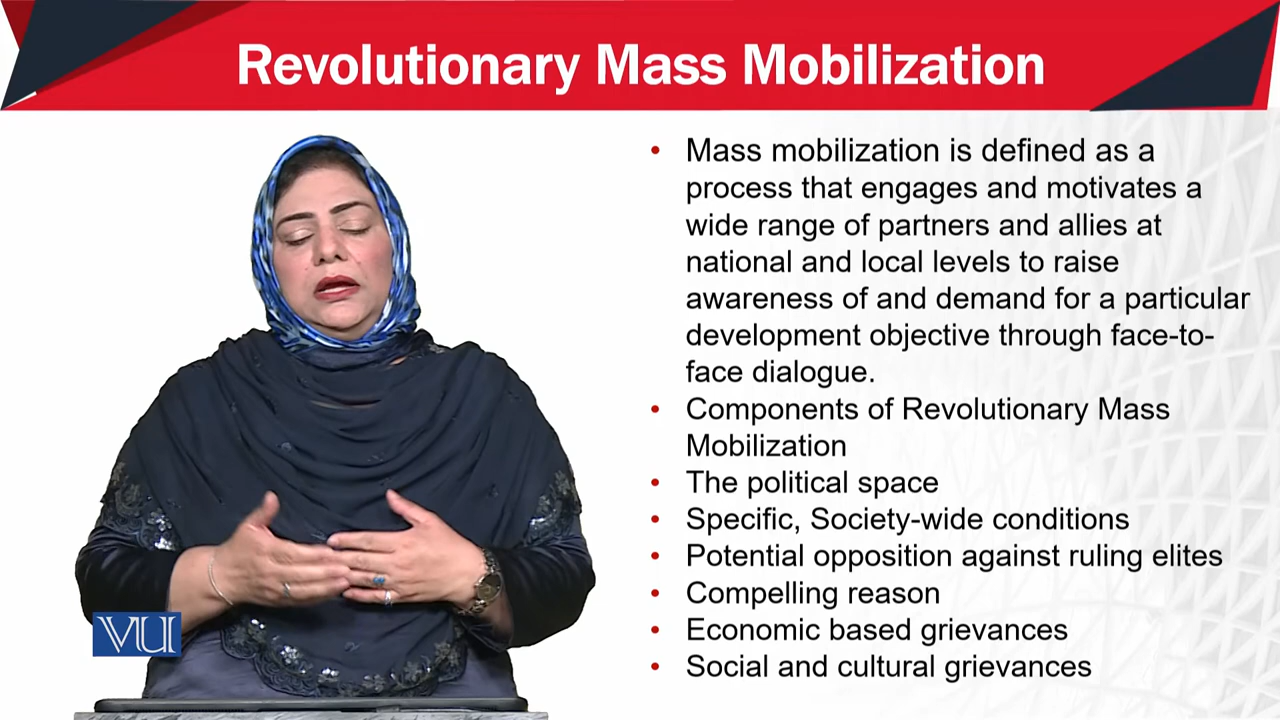 Revolutionary Mass Mobilization
• Mass mobilization is defined as a
process that engages and motivates a
wide range of partners and allies at
national and local levels to raise
awareness of and demand for a particular
development objective through face-to-
face dialogue.
• Components of Revolutionary Mass
Mobilization
• The political space
• Specific, Society-wide conditions
• Potential opposition against ruling elites
• Compelling reason
• Economic based grievances
• Social and cultural grievances
VU